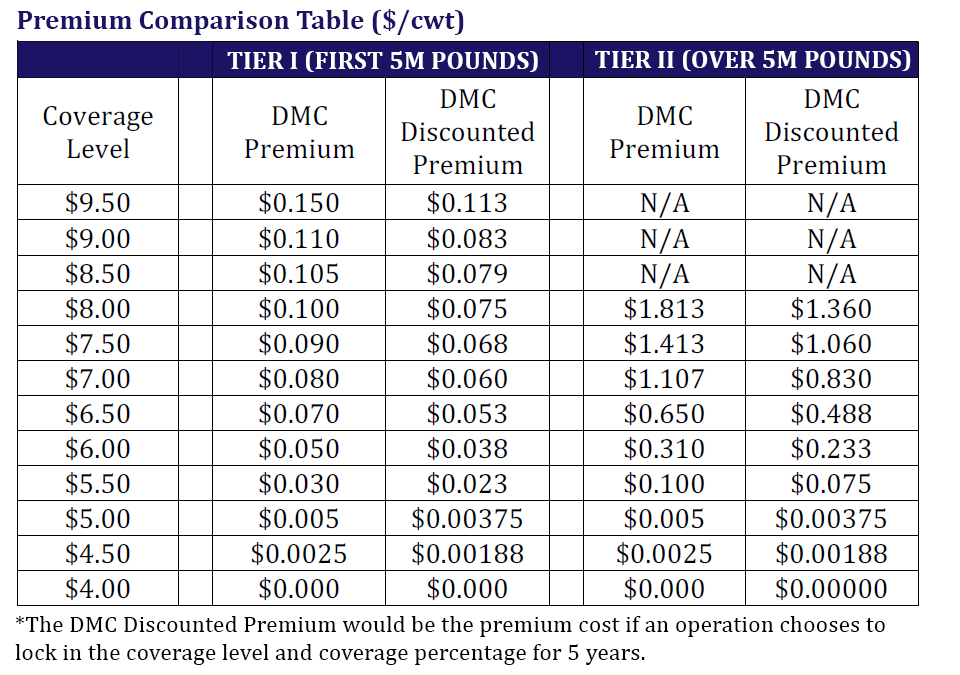 Premium Comparison Table ($/cwt)
TIER I (FIRST 5M POUNDS) TIER II (OVER 5M POUNDS)
Coverage Level DMC Premium DMC Discounted Premium DMC Premium DMC Discounted Premium
$9.50 $0.150 $0.113 N/A N/A
$9.00 $0.110 $0.083 N/A N/A
$8.50 $0.105 $0.079 N/A N/A
$8.00 $0.100 $0.075 $1.813 $1.360
$7.50 $0.090 $0.068 $1.413 $1.060
$7.00 $0.080 $0.060 $1.107 $0.830
$6.50 $0.070 $0.053 $0.650 $0.488
$6.00 $0.050 $0.038 $0.310 $0.233
$5.50 $0.030 $0.023 $0.100 $0.075
$5.00 $0.005 $0.00375 $0.005 $0.00375
$4.50 $0.0025 $0.00188 $0.0025 $0.00188
$4.00 $0.000 $0.000 $0.000 $0.00000
*The DMC Discounted Premium would be the premium cost if an operation chooses to
lock in the coverage level and coverage percentage for 5 years.